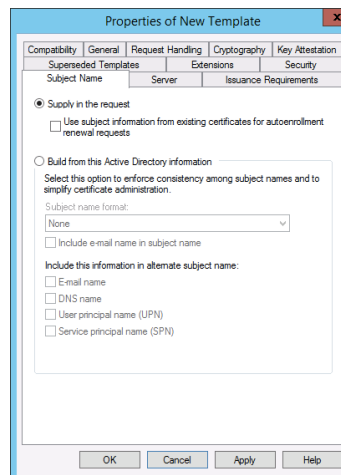 Properties of New Template
x
Compatibility General Request Handling Cryptography Key Attestation
Superseded Templates Extensions Security
Subject Name Server Issuance Requirements
Supply in the request
Use subject information from existing certificates for autoenrollment
renewal requests
Build from this Active Directory information
Select this option to enforce consistency among subject names and to
simplify certificate administration.
Subject name format:
None
Include e-mail name in subject name
Include this information in alternate subject name:
E-mail name
DNS name
User principal name (UPN)
Service principal name (SPN)
OK Cancel Apply Help